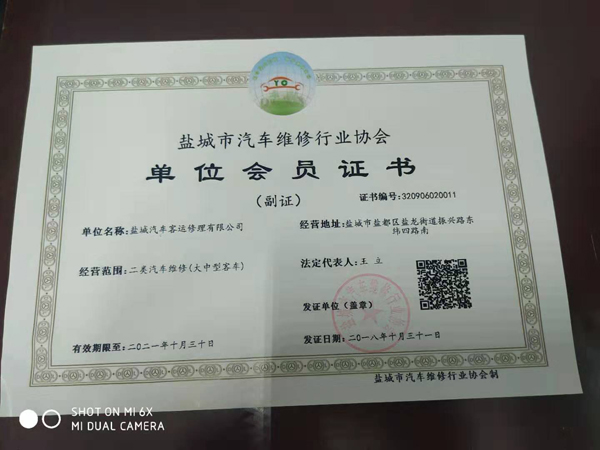 YQ
盐城市汽车维修行业协会
单位会员证书
(副证)
证书编号:320906020011
单位名称:盐城汽车客运修理有限公司
经营地址:盐城市盐都区盐龙街道振兴路东
纬四路南
经营范围:二类汽车维修(大中型客车)
法定代表人:王立
发证单位(盖章)
有效期限至:二〇二一年十月三十日
发证日期:二〇一八年十月三十一日
盐城市汽车维修行业协会制
SHOT ON MI 6X
MI DUAL CAMERA